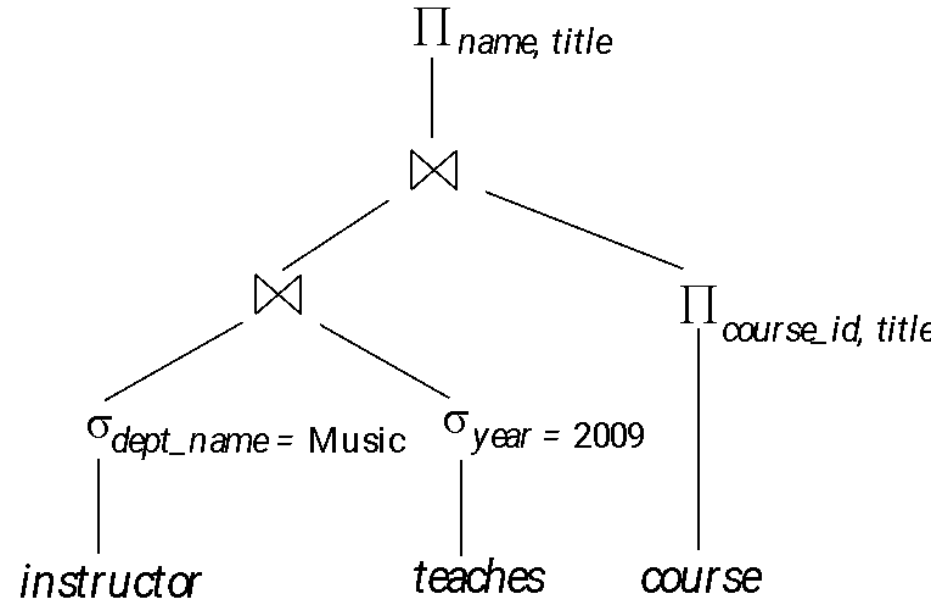 Π name, title
⋈
⋈
Π course_id, title
σ dept_name = Music
σ year = 2009
instructor
teaches
course